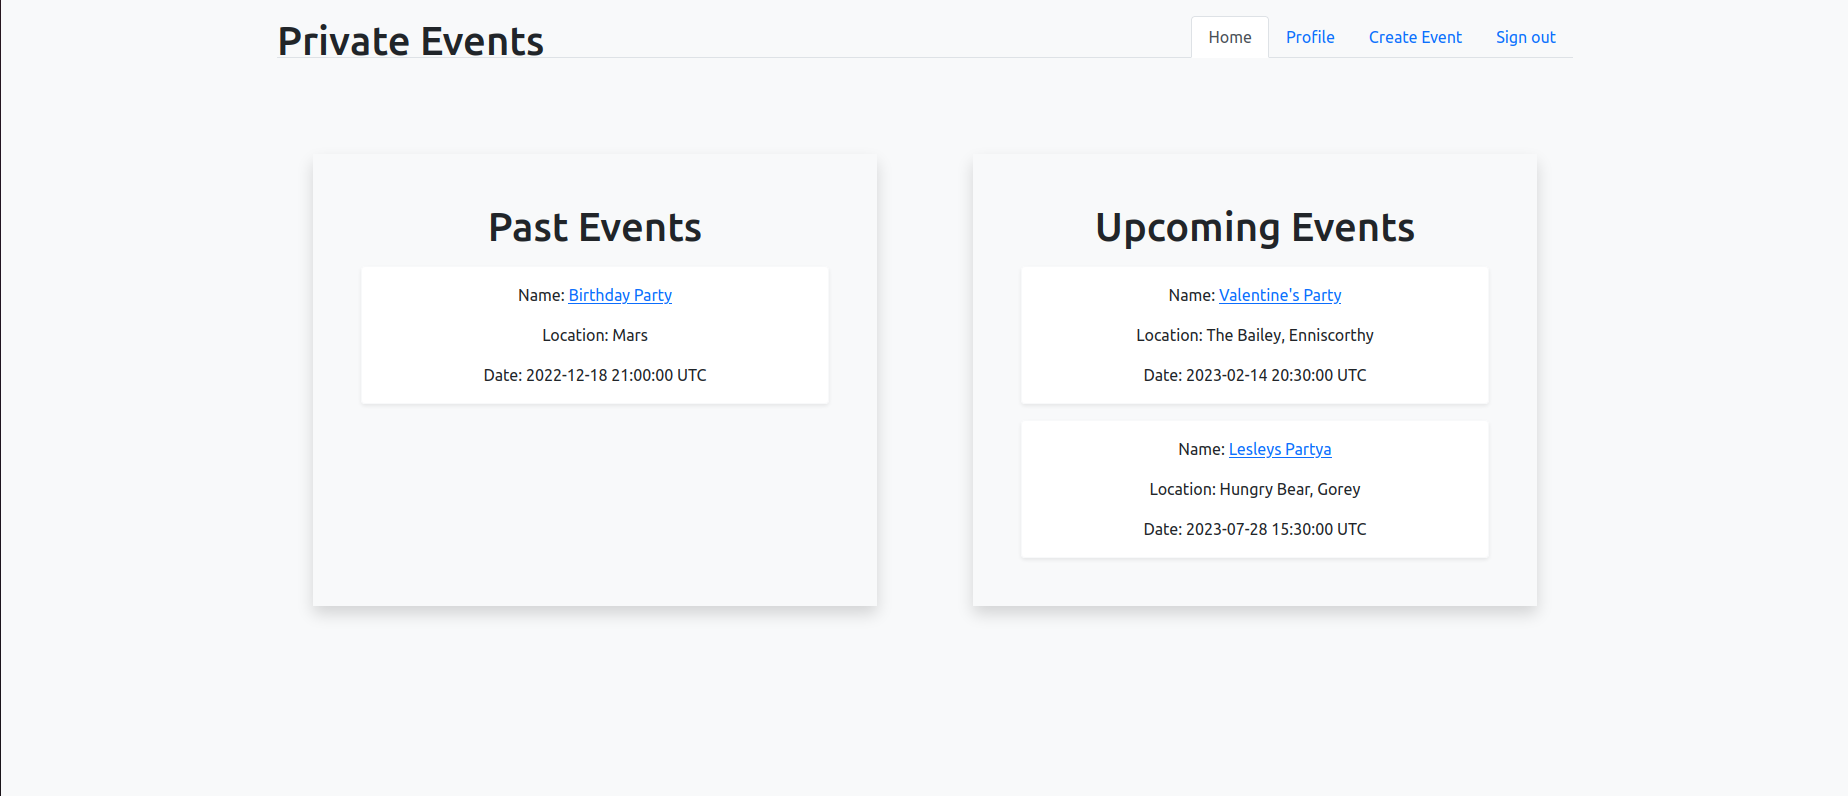 Private Events
Home Profile Create Event Sign out
Past Events
Name: Birthday Party
Location: Mars
Date: 2022-12-18 21:00:00 UTC
Upcoming Events
Name: Valentine's Party
Location: The Bailey, Enniscorthy
Date: 2023-02-14 20:30:00 UTC
Name: Lesleys Partya
Location: Hungry Bear, Gorey
Date: 2023-07-28 15:30:00 UTC